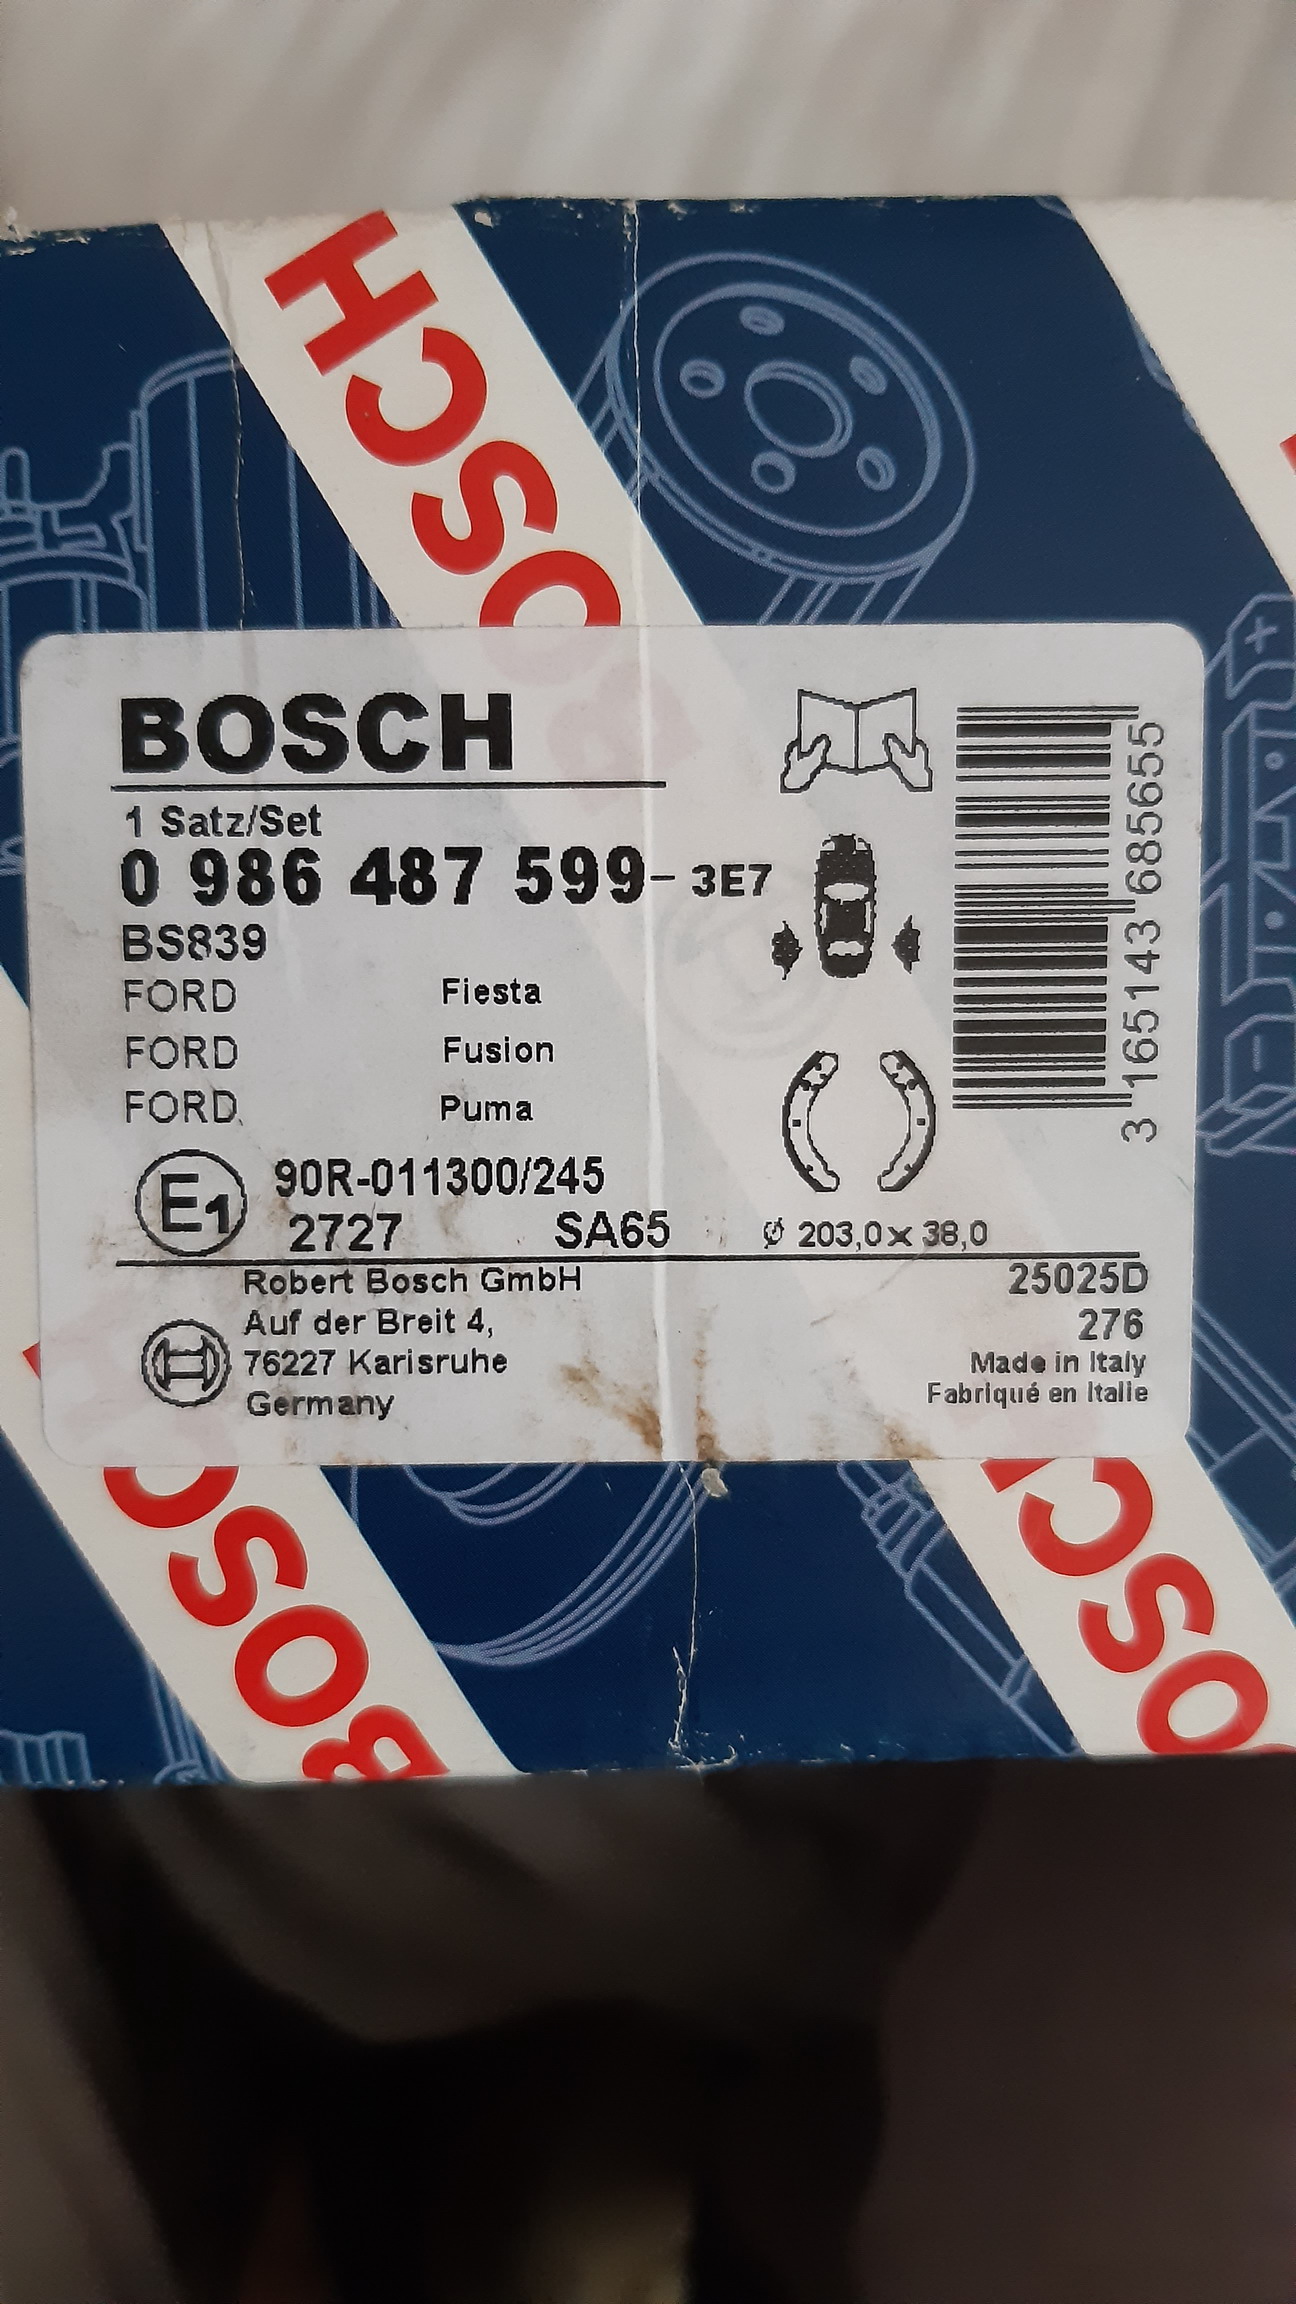 BOSCH
BOSCH
1 Satz/Set
0 986 487 599- 3E7
BS839
FORD Fiesta
FORD Fusion
FORD Puma
3 165143 685655
E1 90R-011300/245
2727 SA65 ø 203,0 x 38,0
Robert Bosch GmbH
Auf der Breit 4,
76227 Karlsruhe
Germany
25025D
276
Made in Italy
Fabriqué en Italie
BOSCH
BOSCH